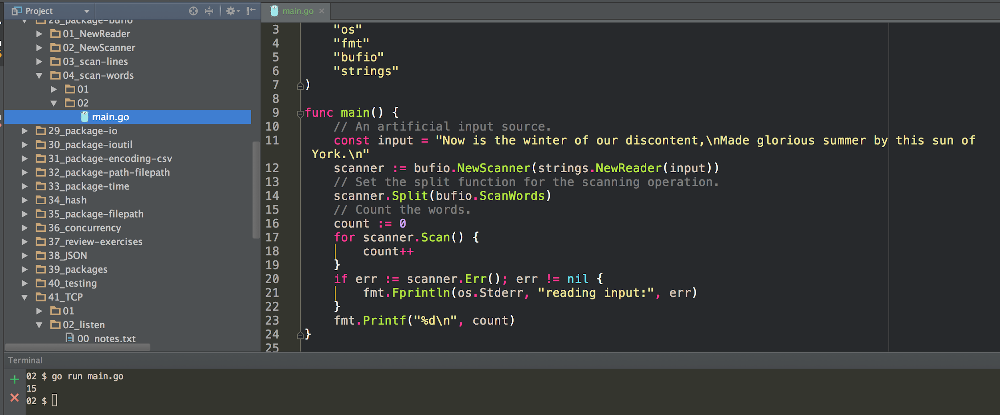 Project
28_package-bufio
01_NewReader
02_NewScanner
03_scan-lines
04_scan-words
01
02
main.go
29_package-io
30_package-ioutil
31_package-encoding-csv
32_package-path-filepath
33_package-time
34_hash
35_package-filepath
36_concurrency
37_review-exercises
38_JSON
39_packages
40_testing
41_TCP
01
02_listen
00_notes.txt
main.go
3 "os"
4 "fmt"
5 "bufio"
6 "strings"
7 )
8
9 func main() {
10 // An artificial input source.
11 const input = "Now is the winter of our discontent,\nMade glorious summer by this sun of
York.\n"
12 scanner := bufio.NewScanner(strings.NewReader(input))
13 // Set the split function for the scanning operation.
14 scanner.Split(bufio.ScanWords)
15 // Count the words.
16 count := 0
17 for scanner.Scan() {
18 count++
19 }
20 if err := scanner.Err(); err != nil {
21 fmt.Fprintln(os.Stderr, "reading input:", err)
22 }
23 fmt.Printf("%d\n", count)
24 }
25
Terminal
02 $ go run main.go
15
02 $